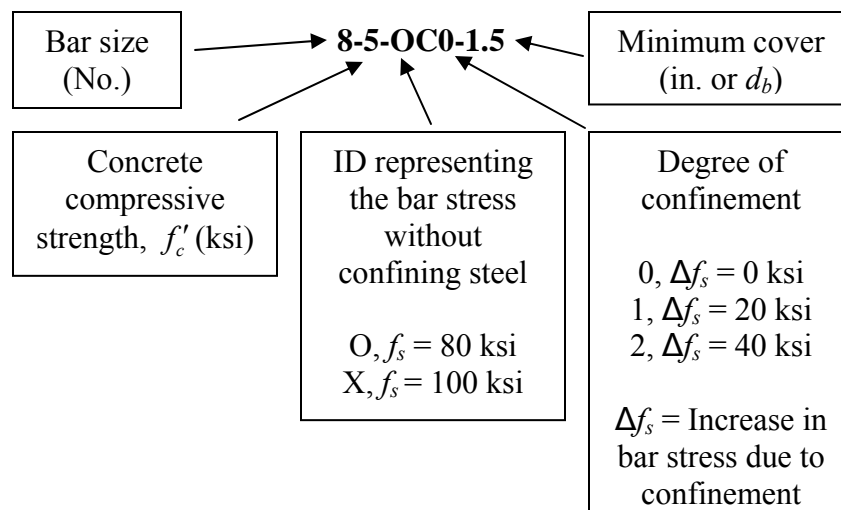 Bar size
(No.)
8-5-OC0-1.5
Minimum cover
(in. or d_b)
Concrete
compressive
strength, f′_c (ksi)
ID representing
the bar stress
without
confining steel
O, f_s = 80 ksi
X, f_s = 100 ksi
Degree of
confinement
0, Δf_s = 0 ksi
1, Δf_s = 20 ksi
2, Δf_s = 40 ksi
Δf_s = Increase in
bar stress due to
confinement